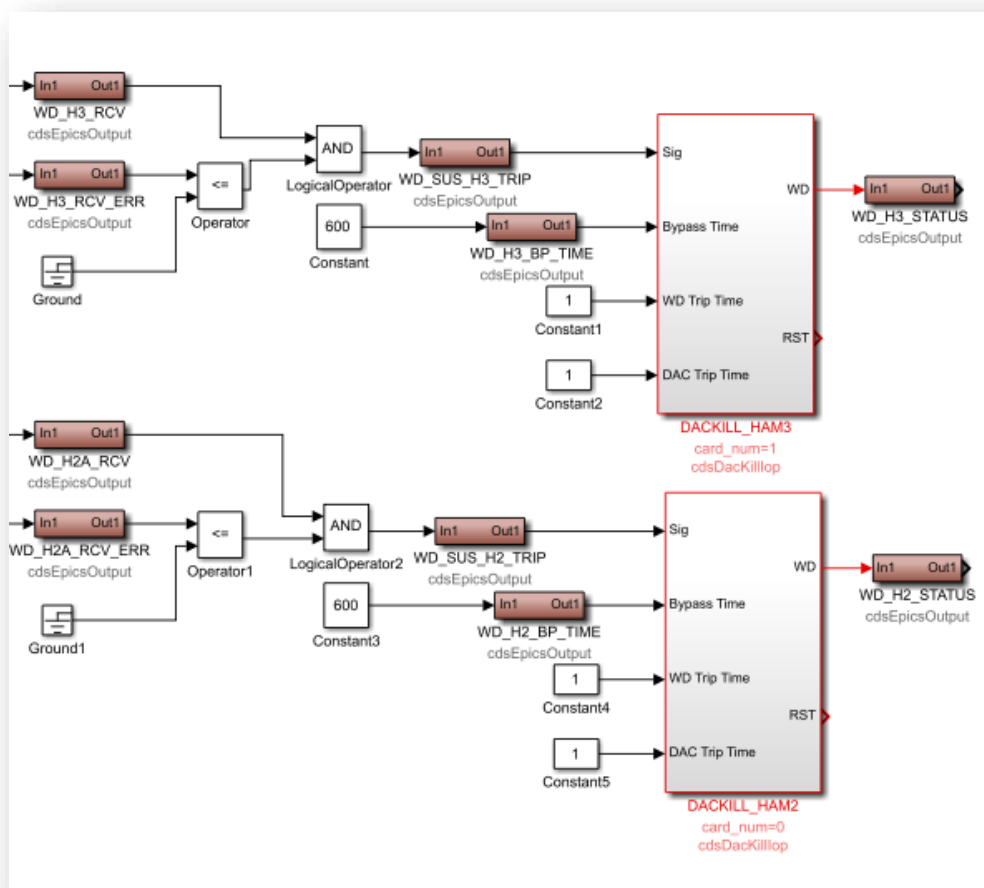 In1 Out1
WD_H3_RCV
cdsEpicsOutput
In1 Out1
WD_H3_RCV_ERR
cdsEpicsOutput
<=
Operator
Ground
AND
LogicalOperator
600
Constant
In1 Out1
WD_SUS_H3_TRIP
cdsEpicsOutput
In1 Out1
WD_H3_BP_TIME
cdsEpicsOutput
1
Constant1
1
Constant2
Sig
WD
Bypass Time
WD Trip Time
RST
DAC Trip Time
DACKILL_HAM3
card_num=1
cdsDacKillIop
In1 Out1
WD_H3_STATUS
cdsEpicsOutput
In1 Out1
WD_H2A_RCV
cdsEpicsOutput
In1 Out1
WD_H2A_RCV_ERR
cdsEpicsOutput
<=
Operator1
Ground1
AND
LogicalOperator2
600
Constant3
In1 Out1
WD_SUS_H2_TRIP
cdsEpicsOutput
In1 Out1
WD_H2_BP_TIME
cdsEpicsOutput
1
Constant4
1
Constant5
Sig
WD
Bypass Time
WD Trip Time
RST
DAC Trip Time
DACKILL_HAM2
card_num=0
cdsDacKillIop
In1 Out1
WD_H2_STATUS
cdsEpicsOutput